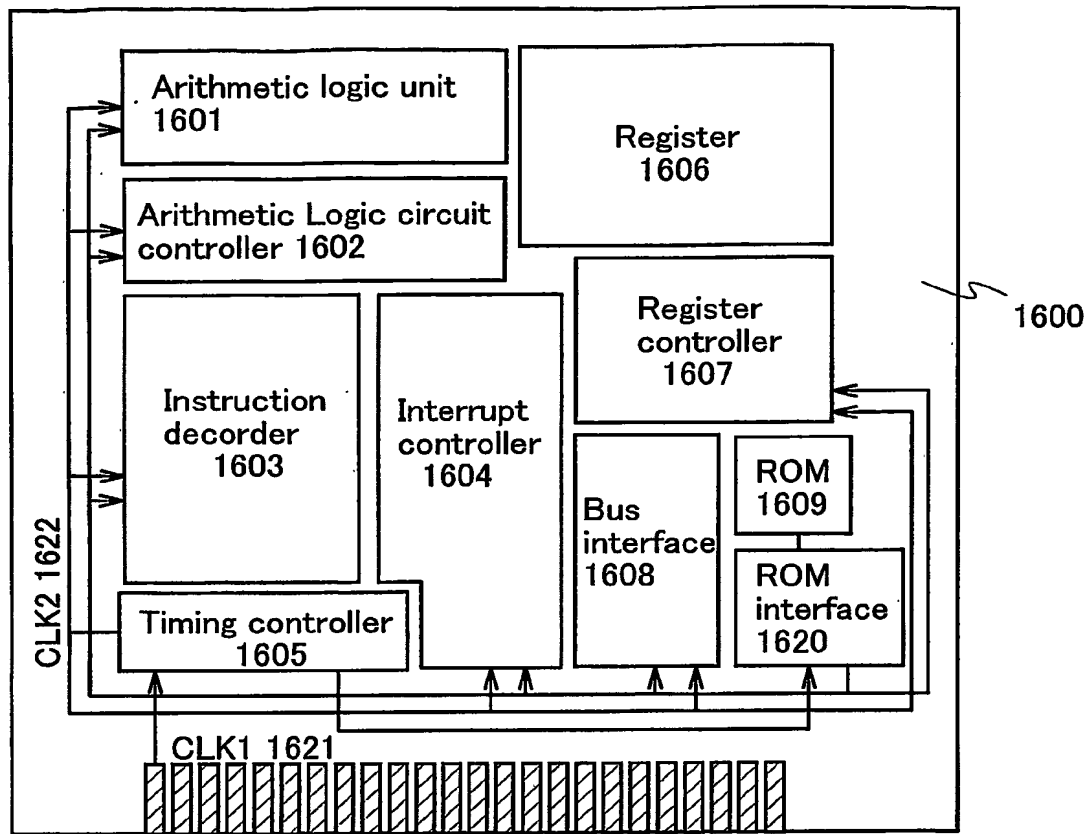 Arithmetic logic unit
1601
Register
1606
Arithmetic Logic circuit
controller 1602
1600
Register
controller
1607
Instruction
decorder
1603
Interrupt
controller
1604
Bus
interface
1608
ROM
1609
ROM
interface
1620
CLK2 1622
Timing controller
1605
CLK1 1621